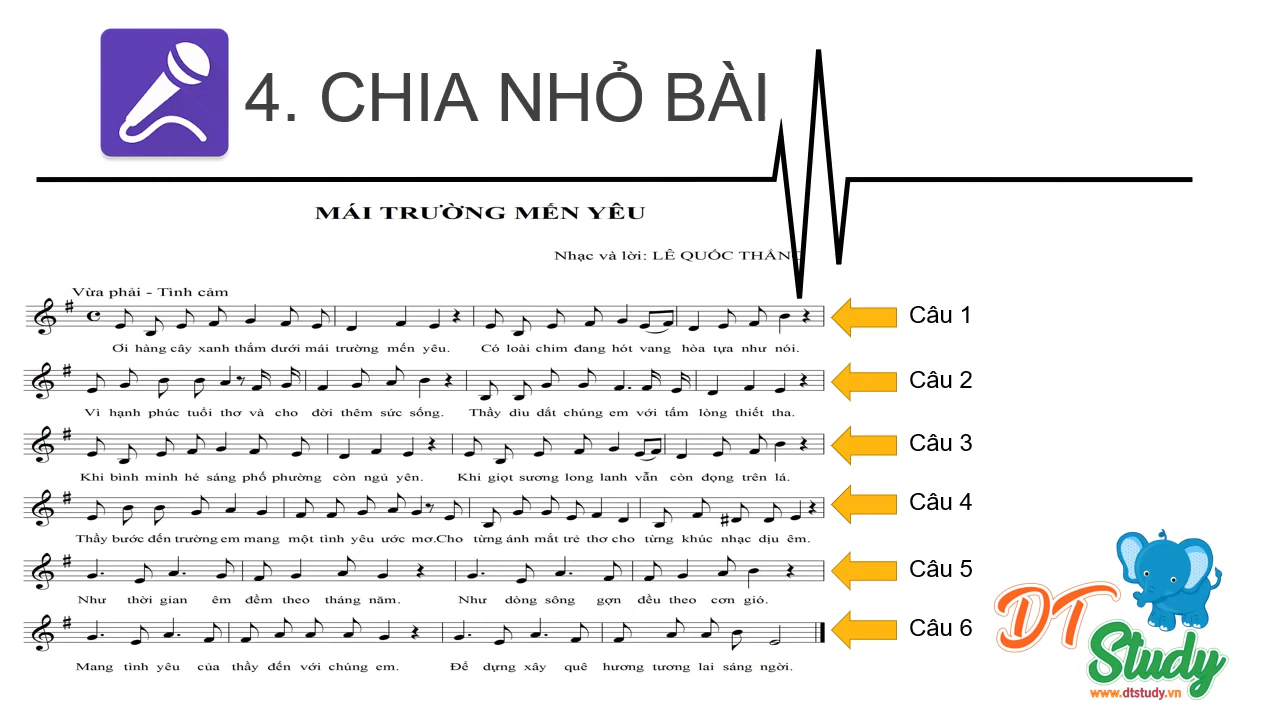 4. CHIA NHỎ BÀI
MÁI TRƯỜNG MẾN YÊU
Nhạc và lời: LÊ QUỐC THẮNG
Vừa phải - Tình cảm
Ơi hàng cây xanh thắm dưới mái trường mến yêu. Có loài chim đang hót vang hòa tựa như nói.
Câu 1
Vì hạnh phúc tuổi thơ và cho đời thêm sức sống. Thầy dìu dắt chúng em với tấm lòng thiết tha.
Câu 2
Khi bình minh hé sáng phố phường còn ngủ yên. Khi giọt sương long lanh vẫn còn đọng trên lá.
Câu 3
Thầy bước đến trường em mang một tình yêu ước mơ.Cho từng ánh mắt trẻ thơ cho từng khúc nhạc dịu êm.
Câu 4
Như thời gian êm đềm theo tháng năm. Như dòng sông gợn đều theo cơn gió.
Câu 5
Mang tình yêu của thầy đến với chúng em. Để dựng xây quê hương tương lai sáng ngời.
Câu 6
DT
Study
www.dtstudy.vn